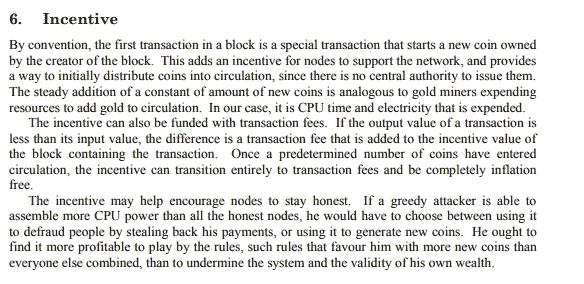 6. Incentive
By convention, the first transaction in a block is a special transaction that starts a new coin owned
by the creator of the block. This adds an incentive for nodes to support the network, and provides
a way to initially distribute coins into circulation, since there is no central authority to issue them.
The steady addition of a constant of amount of new coins is analogous to gold miners expending
resources to add gold to circulation. In our case, it is CPU time and electricity that is expended.
The incentive can also be funded with transaction fees. If the output value of a transaction is
less than its input value, the difference is a transaction fee that is added to the incentive value of
the block containing the transaction. Once a predetermined number of coins have entered
circulation, the incentive can transition entirely to transaction fees and be completely inflation
free.
The incentive may help encourage nodes to stay honest. If a greedy attacker is able to
assemble more CPU power than all the honest nodes, he would have to choose between using it
to defraud people by stealing back his payments, or using it to generate new coins. He ought to
find it more profitable to play by the rules, such rules that favour him with more new coins than
everyone else combined, than to undermine the system and the validity of his own wealth.